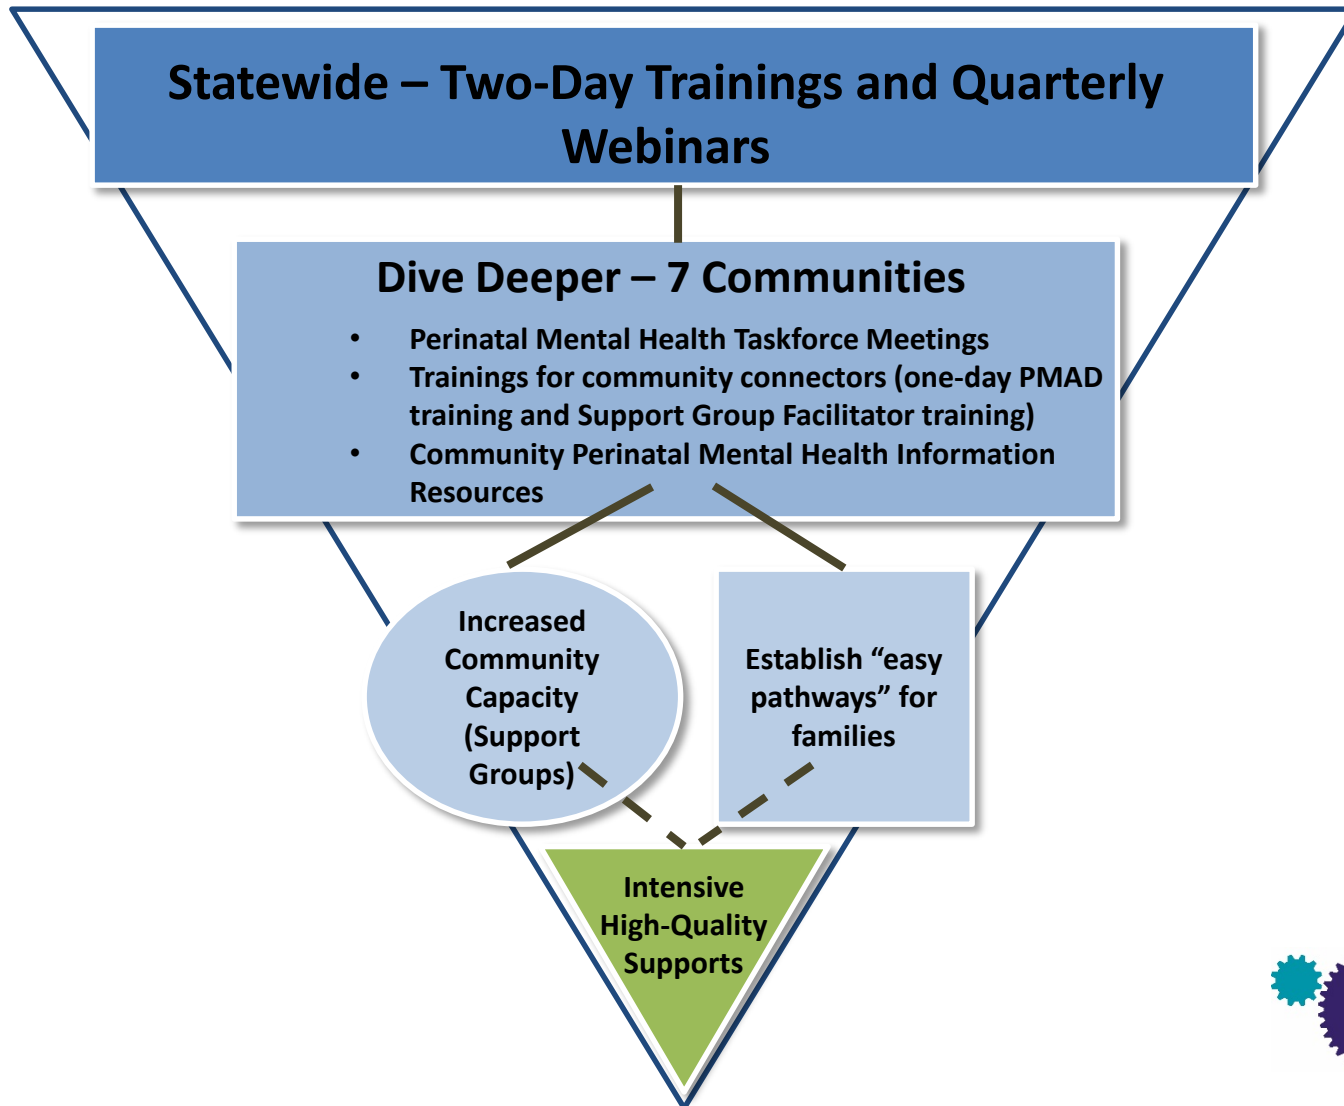 Statewide – Two-Day Trainings and Quarterly
Webinars
Dive Deeper – 7 Communities
• Perinatal Mental Health Taskforce Meetings
• Trainings for community connectors (one-day PMAD
training and Support Group Facilitator training)
• Community Perinatal Mental Health Information
Resources
Increased
Community
Capacity
(Support
Groups)
Establish “easy
pathways” for
families
Intensive
High-Quality
Supports